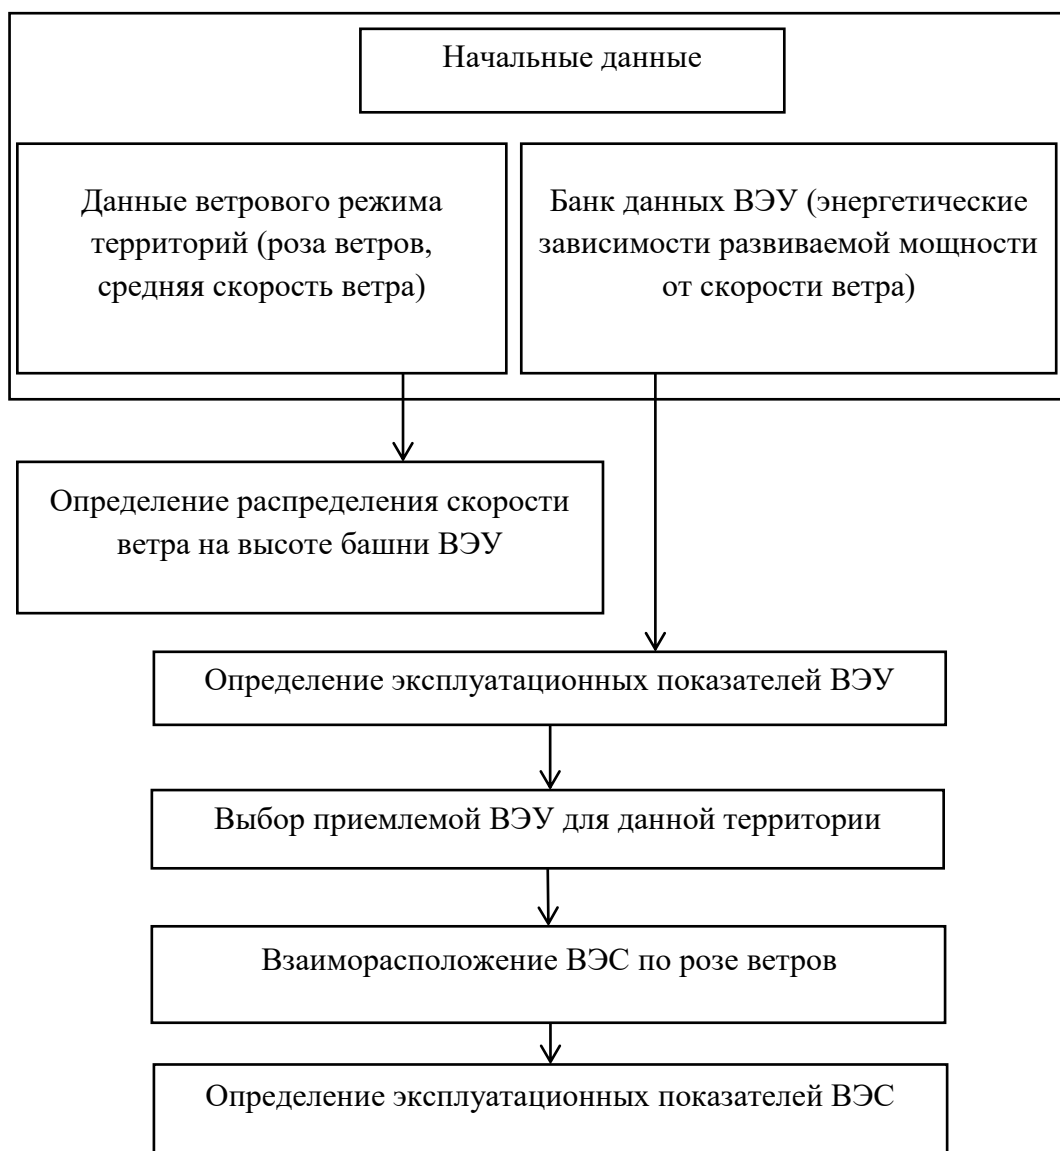 Начальные данные
Данные ветрового режима
территорий (роза ветров,
средняя скорость ветра)
Банк данных ВЭУ (энергетические
зависимости развиваемой мощности
от скорости ветра)
Определение распределения скорости
ветра на высоте башни ВЭУ
Определение эксплуатационных показателей ВЭУ
Выбор приемлемой ВЭУ для данной территории
Взаиморасположение ВЭС по розе ветров
Определение эксплуатационных показателей ВЭС